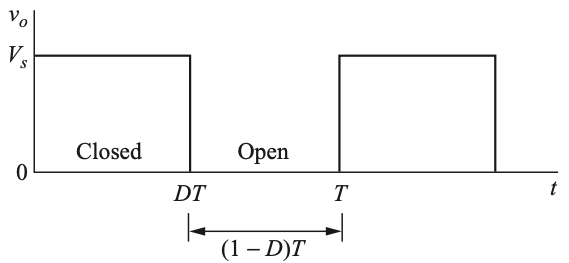 v_o
V_s
Closed Open
0
DT T t
(1 – D)T